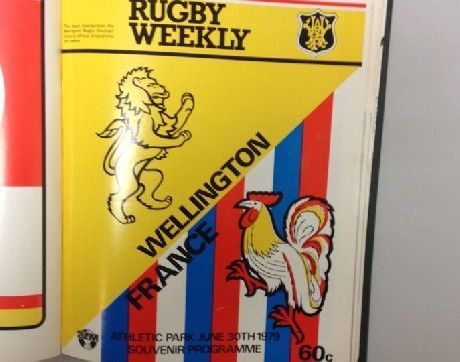 RUGBY
WEEKLY
WELLINGTON
FRANCE
ATHLETIC PARK JUNE 30TH 1979
SOUVENIR PROGRAMME
60c